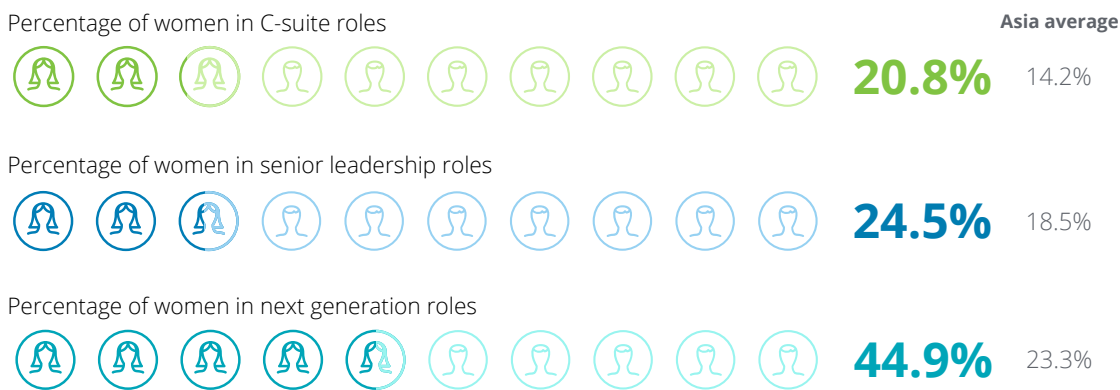 Percentage of women in C-suite roles
Asia average
20.8% 14.2%
Percentage of women in senior leadership roles
24.5% 18.5%
Percentage of women in next generation roles
44.9% 23.3%